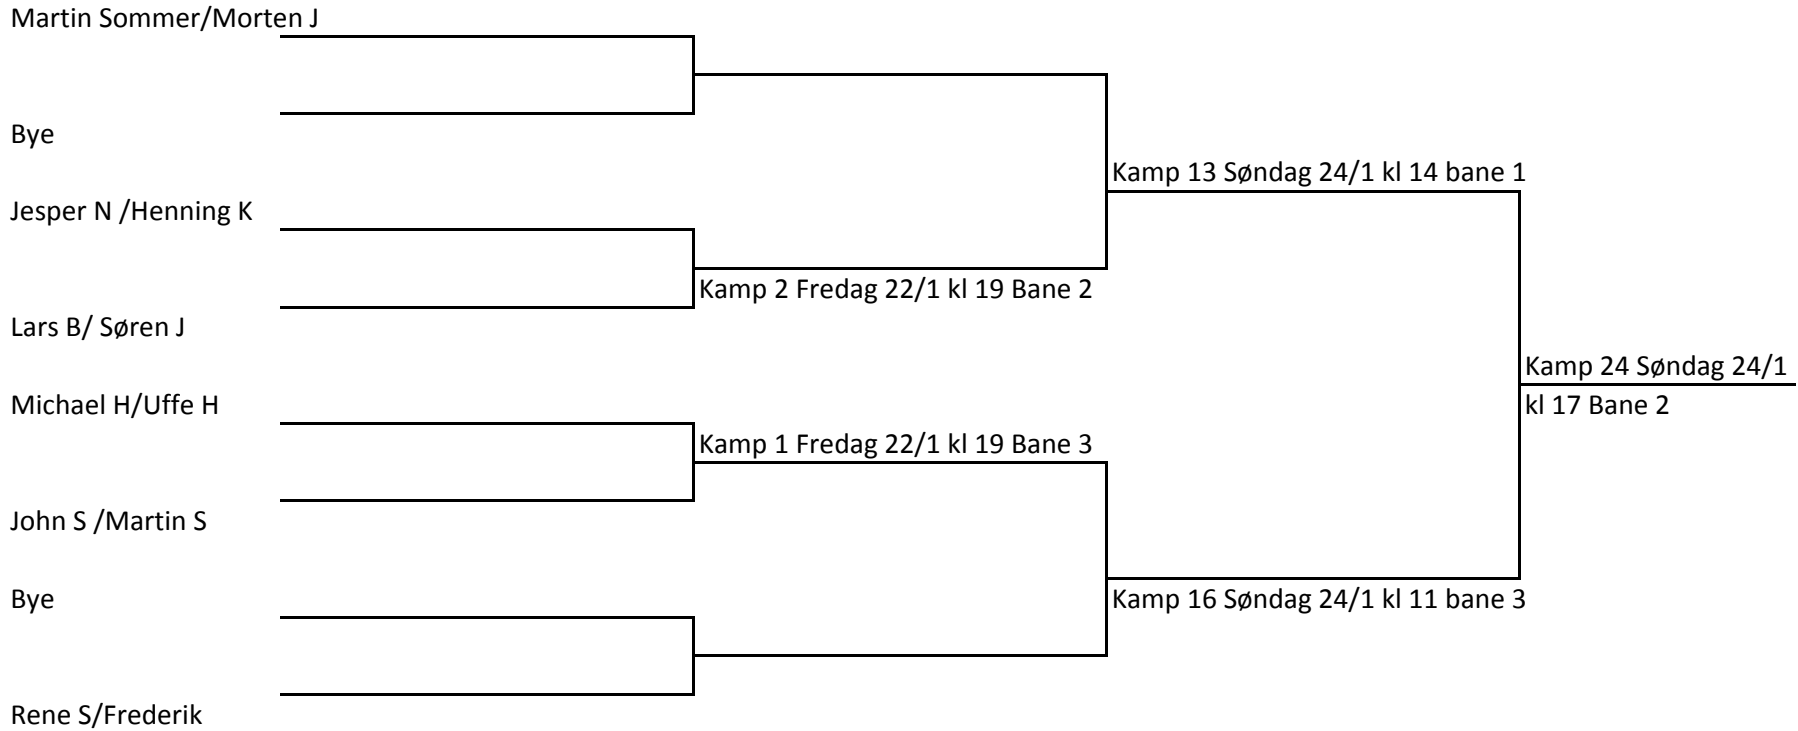 Martin Sommer/Morten J
Bye
Kamp 13 Søndag 24/1 kl 14 bane 1
Jesper N /Henning K
Kamp 2 Fredag 22/1 kl 19 Bane 2
Lars B/ Søren J
Kamp 24 Søndag 24/1
Michael H/Uffe H
kl 17 Bane 2
Kamp 1 Fredag 22/1 kl 19 Bane 3
John S /Martin S
Bye
Kamp 16 Søndag 24/1 kl 11 bane 3
Rene S/Frederik